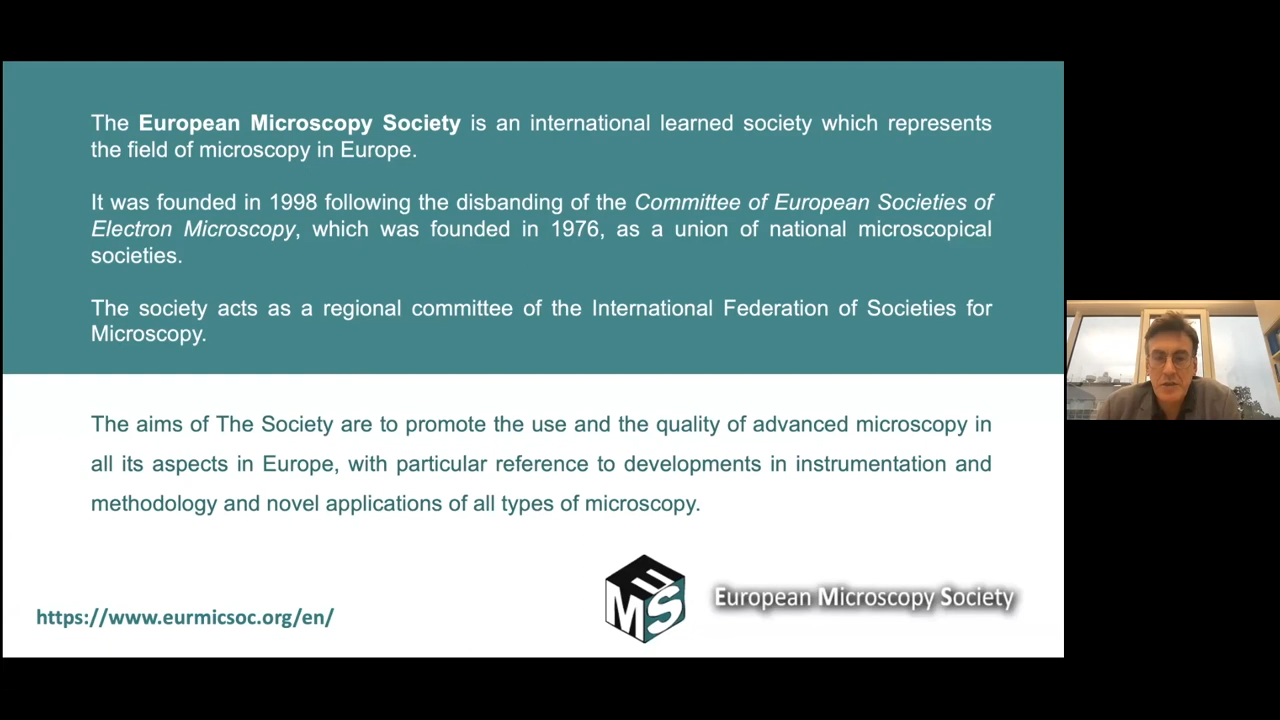 The European Microscopy Society is an international learned society which represents
the field of microscopy in Europe.
It was founded in 1998 following the disbanding of the Committee of European Societies of
Electron Microscopy, which was founded in 1976, as a union of national microscopical
societies.
The society acts as a regional committee of the International Federation of Societies for
Microscopy.
The aims of The Society are to promote the use and the quality of advanced microscopy in
all its aspects in Europe, with particular reference to developments in instrumentation and
methodology and novel applications of all types of microscopy.
https://www.eurmicsoc.org/en/
EMS
European Microscopy Society